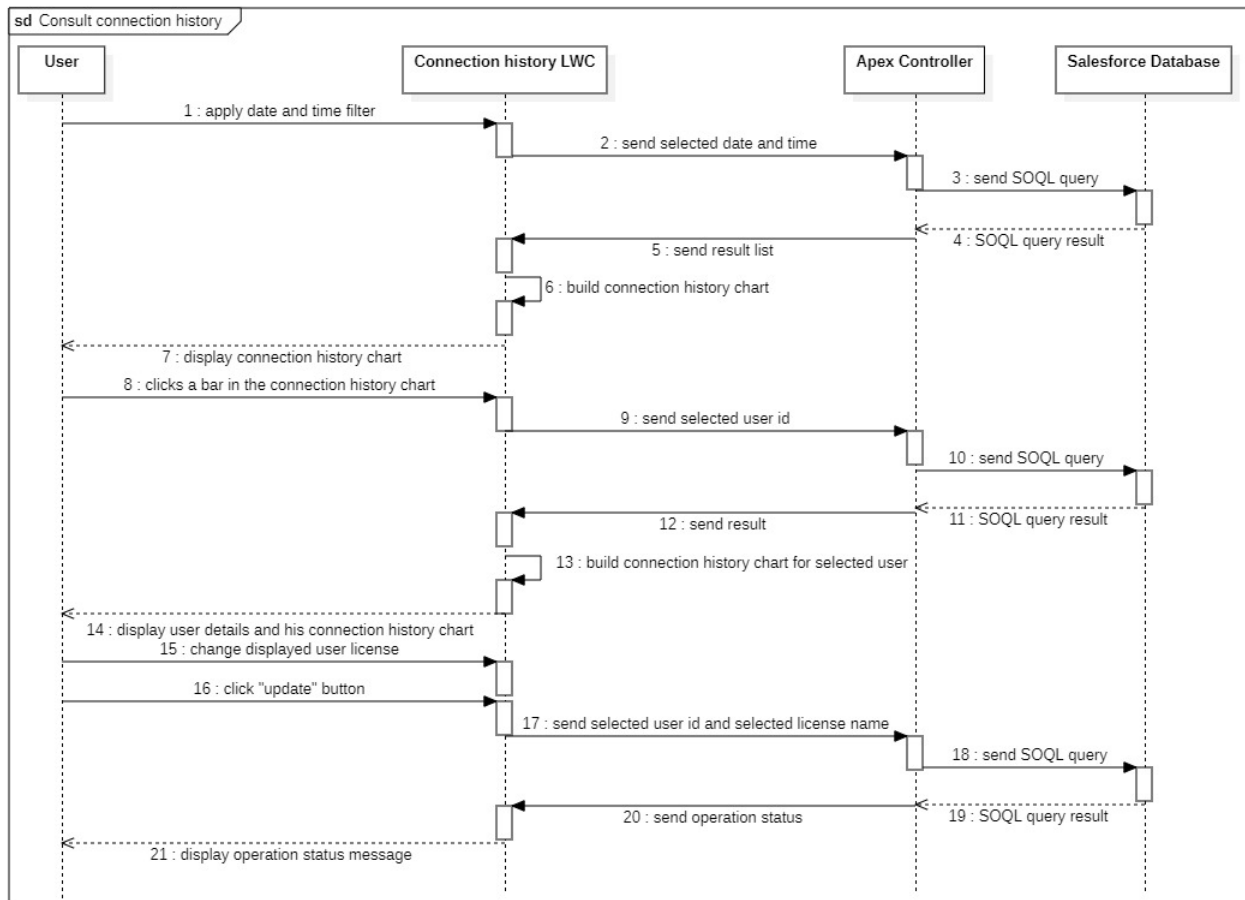 sd Consult connection history
User
Connection history LWC
Apex Controller
Salesforce Database
1 : apply date and time filter
2 : send selected date and time
3 : send SOQL query
4 : SOQL query result
5 : send result list
6 : build connection history chart
7 : display connection history chart
8 : clicks a bar in the connection history chart
9 : send selected user id
10 : send SOQL query
11 : SOQL query result
12 : send result
13 : build connection history chart for selected user
14 : display user details and his connection history chart
15 : change displayed user license
16 : click "update" button
17 : send selected user id and selected license name
18 : send SOQL query
19 : SOQL query result
20 : send operation status
21 : display operation status message